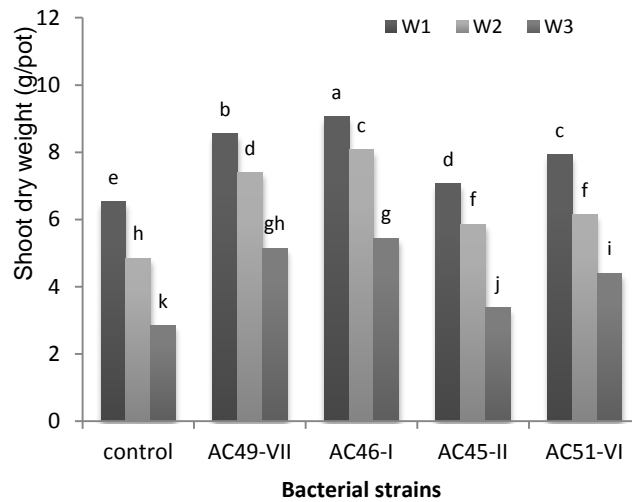 12
10
8
6
4
2
0
Shoot dry weight (g/pot)
W1 W2 W3
e h k
b d gh
a c g
d f j
c f i
control AC49-VII AC46-I AC45-II AC51-VI
Bacterial strains